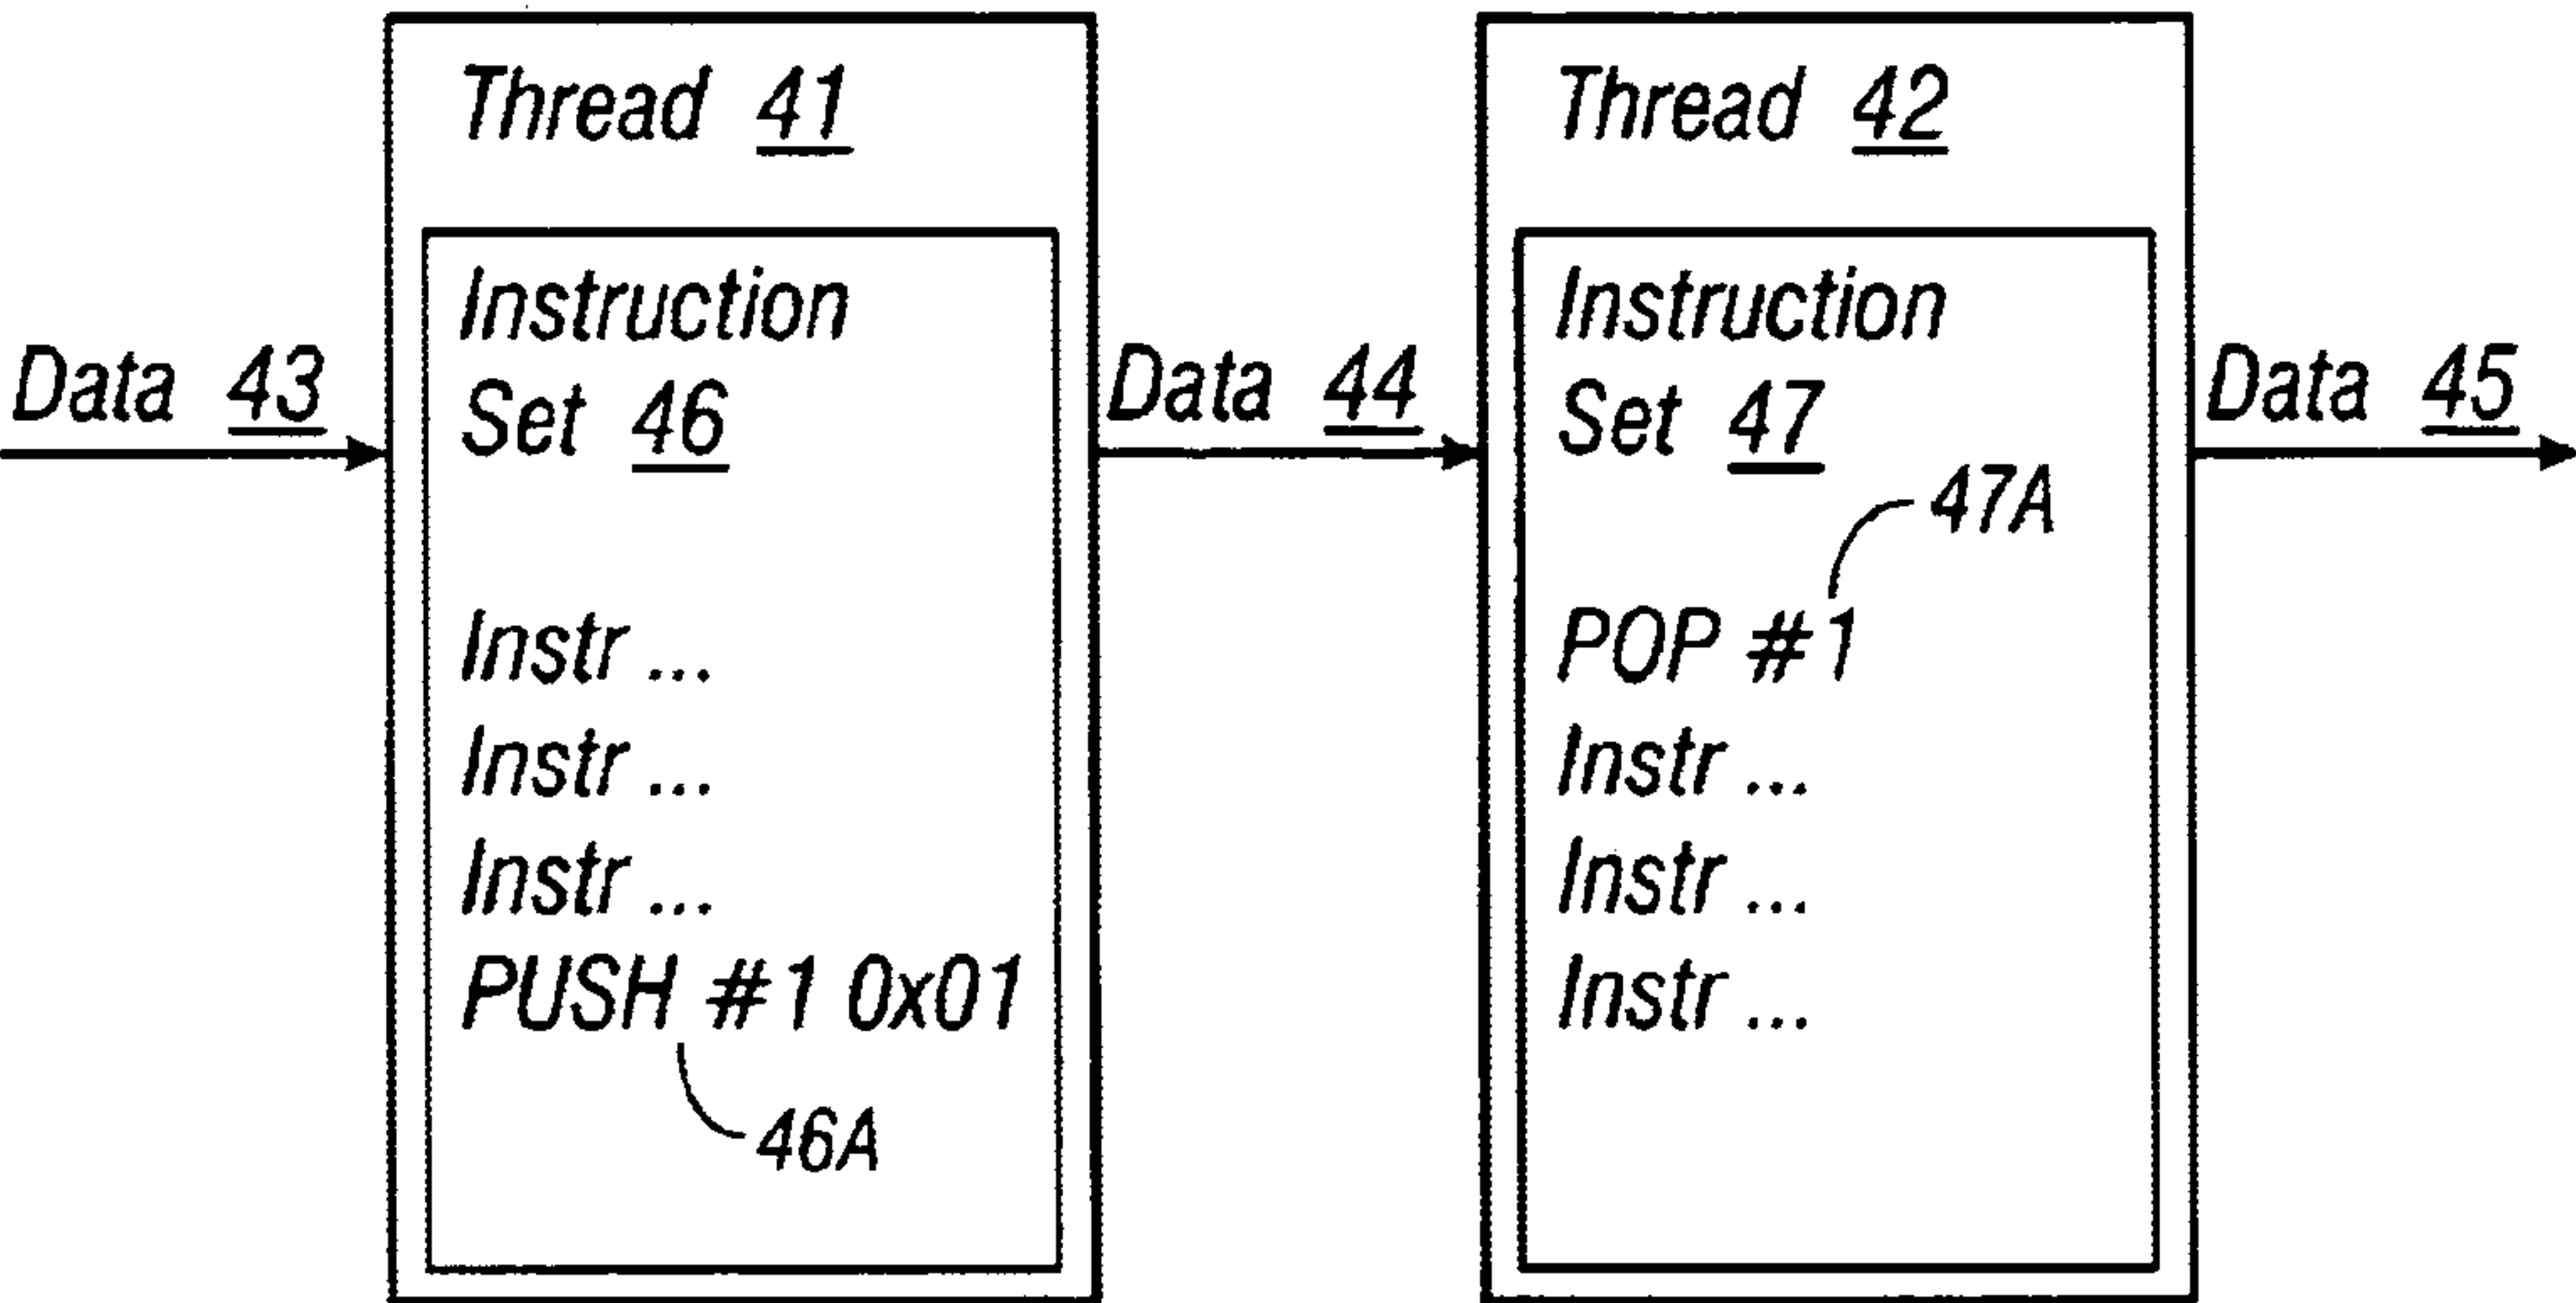 Data 43
Thread 41
Instruction
Set 46
Instr ...
Instr ...
Instr ...
PUSH #1 0x01
46A
Data 44
Thread 42
Instruction
Set 47
47A
POP #1
Instr ...
Instr ...
Instr ...
Data 45